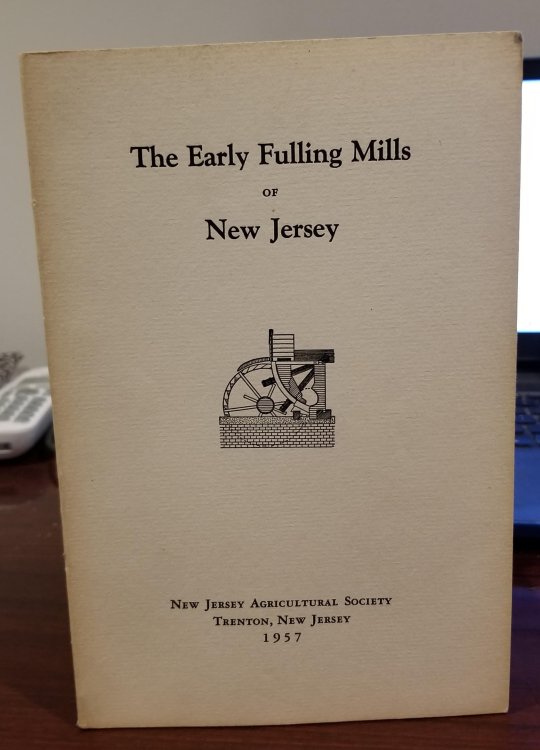 The Early Fulling Mills
OF
New Jersey
New Jersey Agricultural Society
Trenton, New Jersey
1957